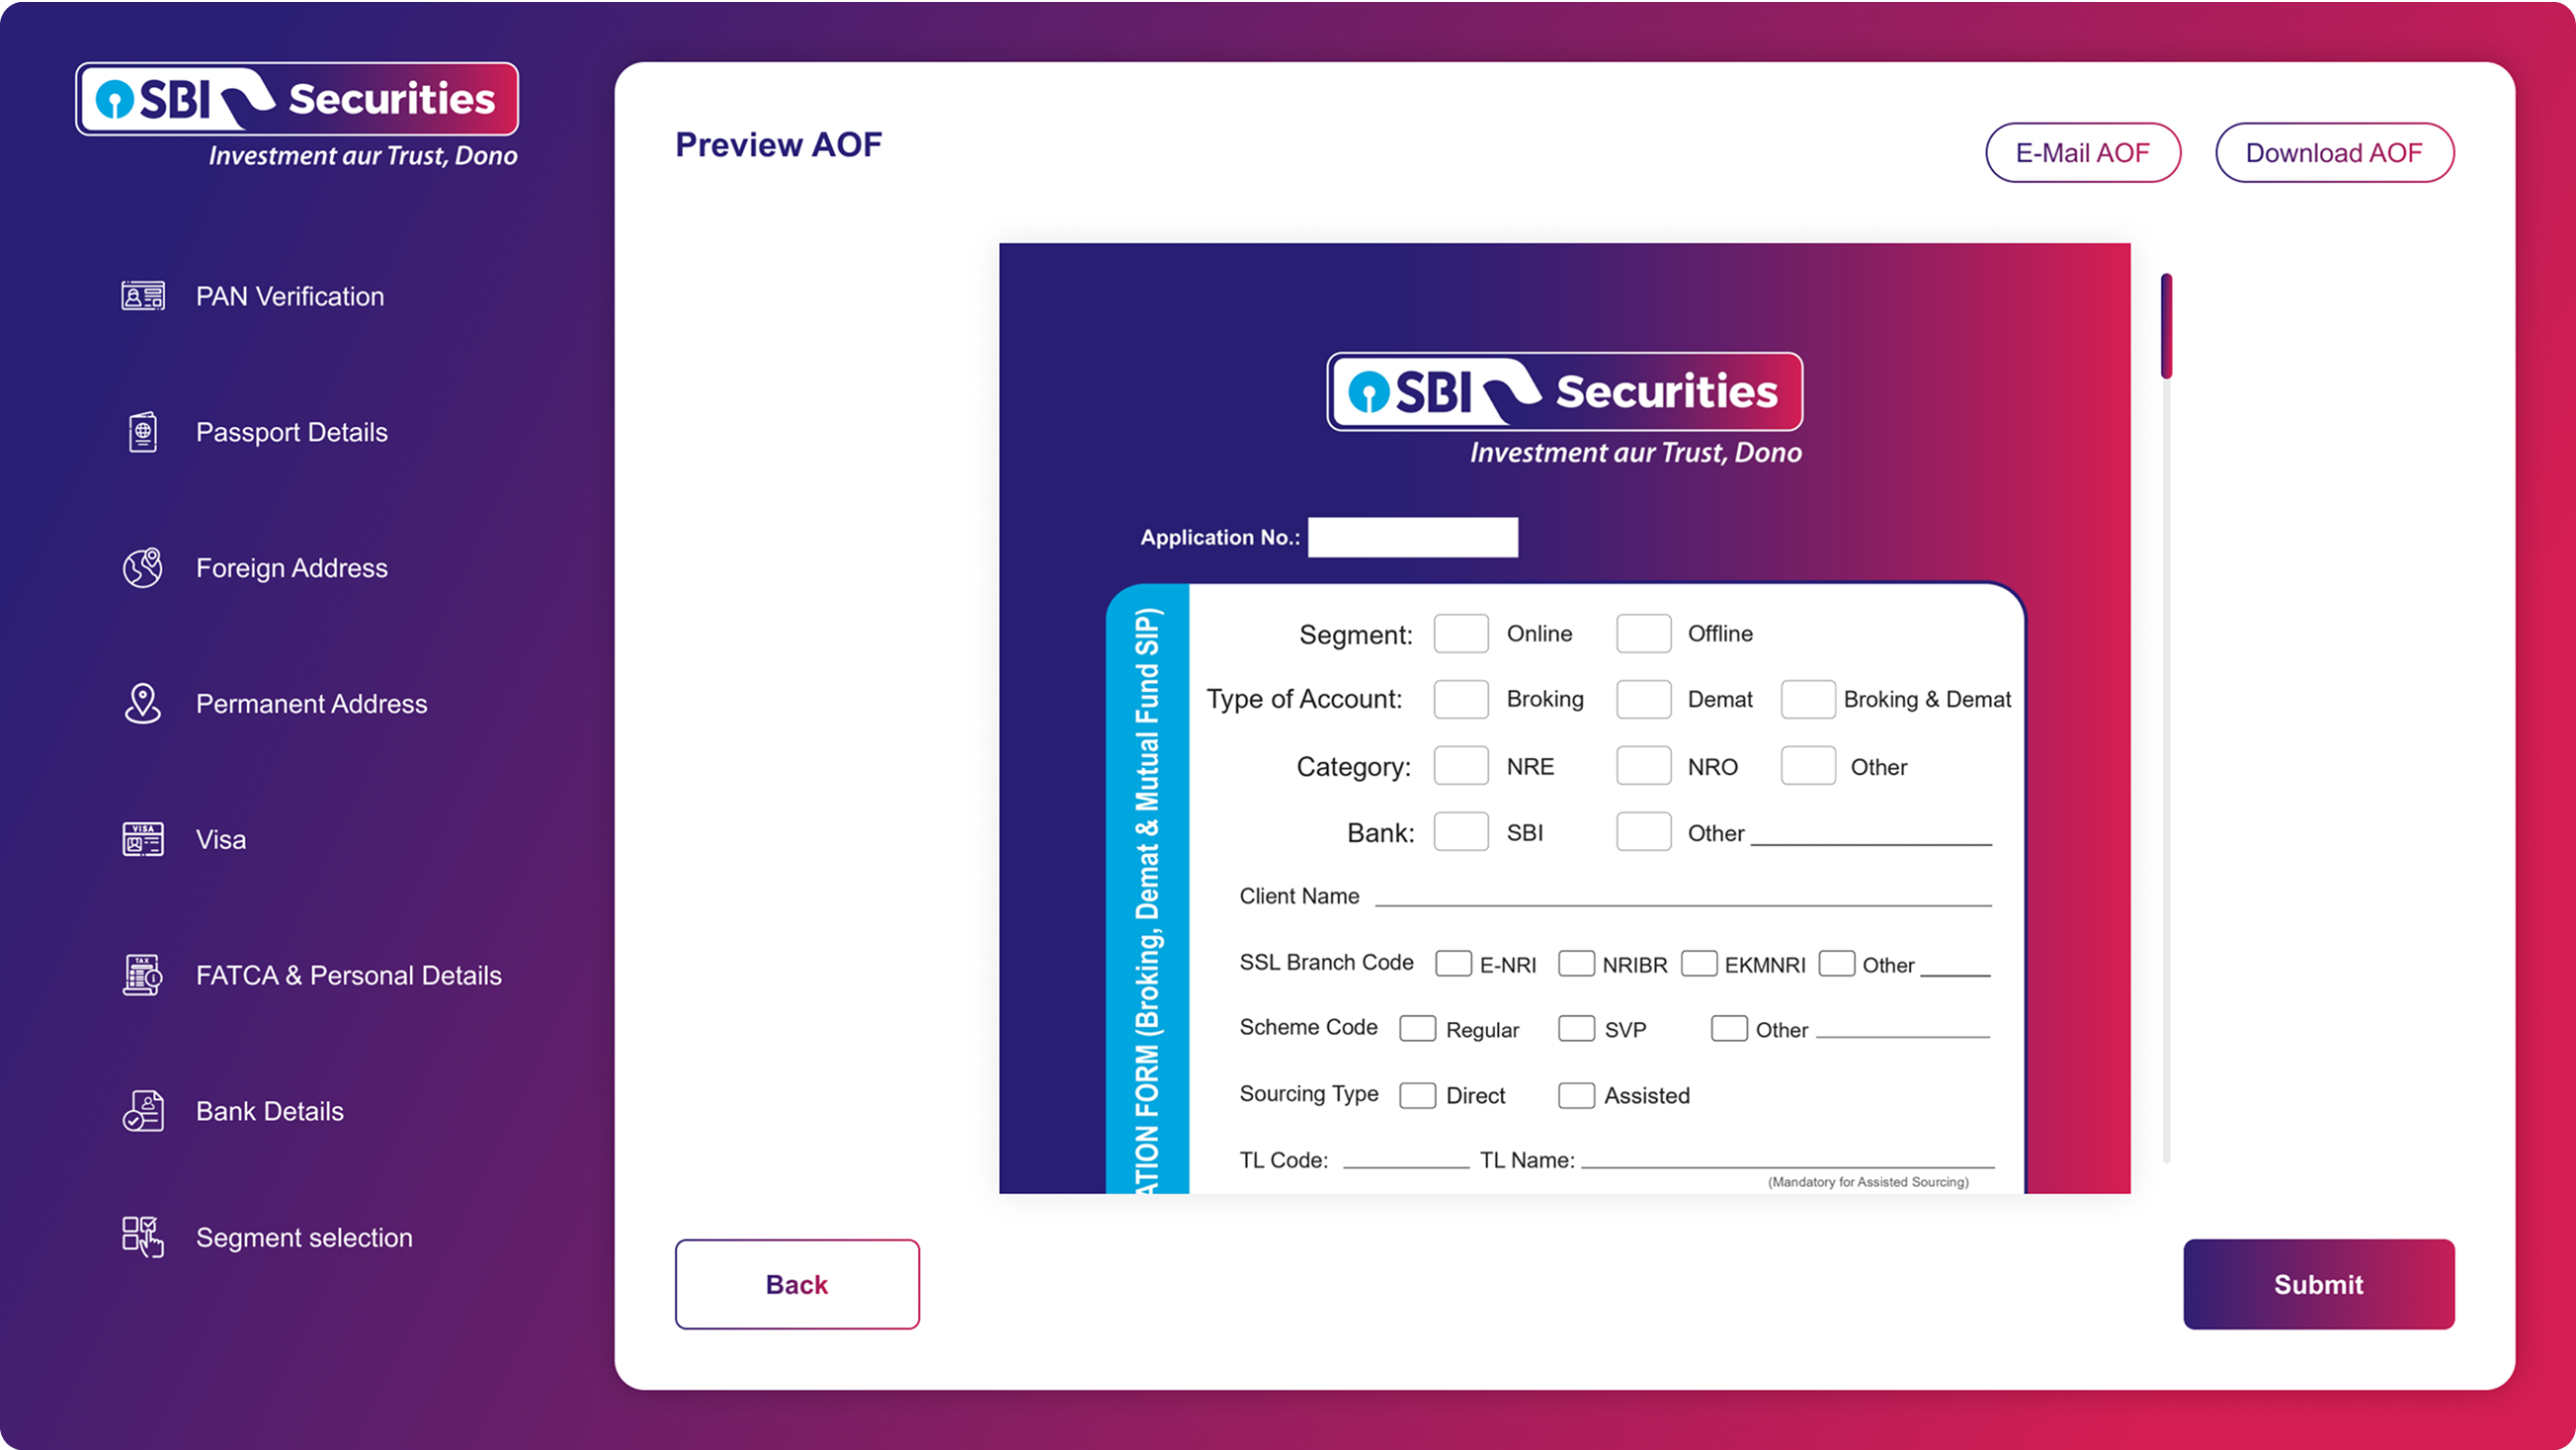 SBI Securities
Investment aur Trust, Dono
PAN Verification
Passport Details
Foreign Address
Permanent Address
VISA
Visa
TAX
FATCA & Personal Details
Bank Details
Segment selection
Preview AOF
E-Mail AOF
Download AOF
SBI Securities
Investment aur Trust, Dono
Application No.:
ATION FORM (Broking, Demat & Mutual Fund SIP)
Segment: Online Offline
Type of Account: Broking Demat Broking & Demat
Category: NRE NRO Other
Bank: SBI Other
Client Name
SSL Branch Code E-NRI NRIBR EKMNRI Other
Scheme Code Regular SVP Other
Sourcing Type Direct Assisted
TL Code: TL Name:
(Mandatory for Assisted Sourcing)
Back
Submit